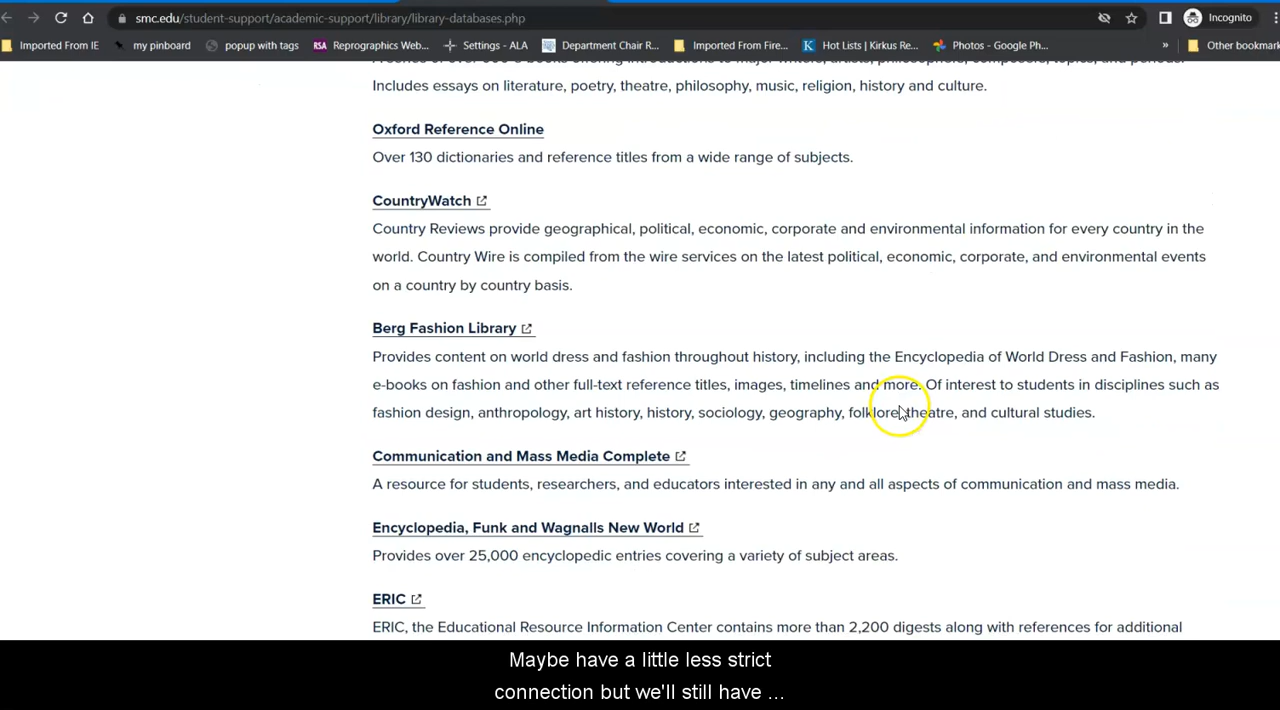 smc.edu/student-support/academic-support/library/library-databases.php
Incognito
Imported From IE
my pinboard
popup with tags
RSA
Reprographics Web...
Settings - ALA
Department Chair R...
Imported From Fire...
K
Hot Lists | Kirkus Re...
Photos - Google Ph...
»
Other bookmark
Includes essays on literature, poetry, theatre, philosophy, music, religion, history and culture.
Oxford Reference Online
Over 130 dictionaries and reference titles from a wide range of subjects.
CountryWatch
Country Reviews provide geographical, political, economic, corporate and environmental information for every country in the
world. Country Wire is compiled from the wire services on the latest political, economic, corporate, and environmental events
on a country by country basis.
Berg Fashion Library
Provides content on world dress and fashion throughout history, including the Encyclopedia of World Dress and Fashion, many
e-books on fashion and other full-text reference titles, images, timelines and more. Of interest to students in disciplines such as
fashion design, anthropology, art history, history, sociology, geography, folklore, theatre, and cultural studies.
Communication and Mass Media Complete
A resource for students, researchers, and educators interested in any and all aspects of communication and mass media.
Encyclopedia, Funk and Wagnalls New World
Provides over 25,000 encyclopedic entries covering a variety of subject areas.
ERIC
ERIC, the Educational Resource Information Center contains more than 2,200 digests along with references for additional
Maybe have a little less strict
connection but we'll still have ...